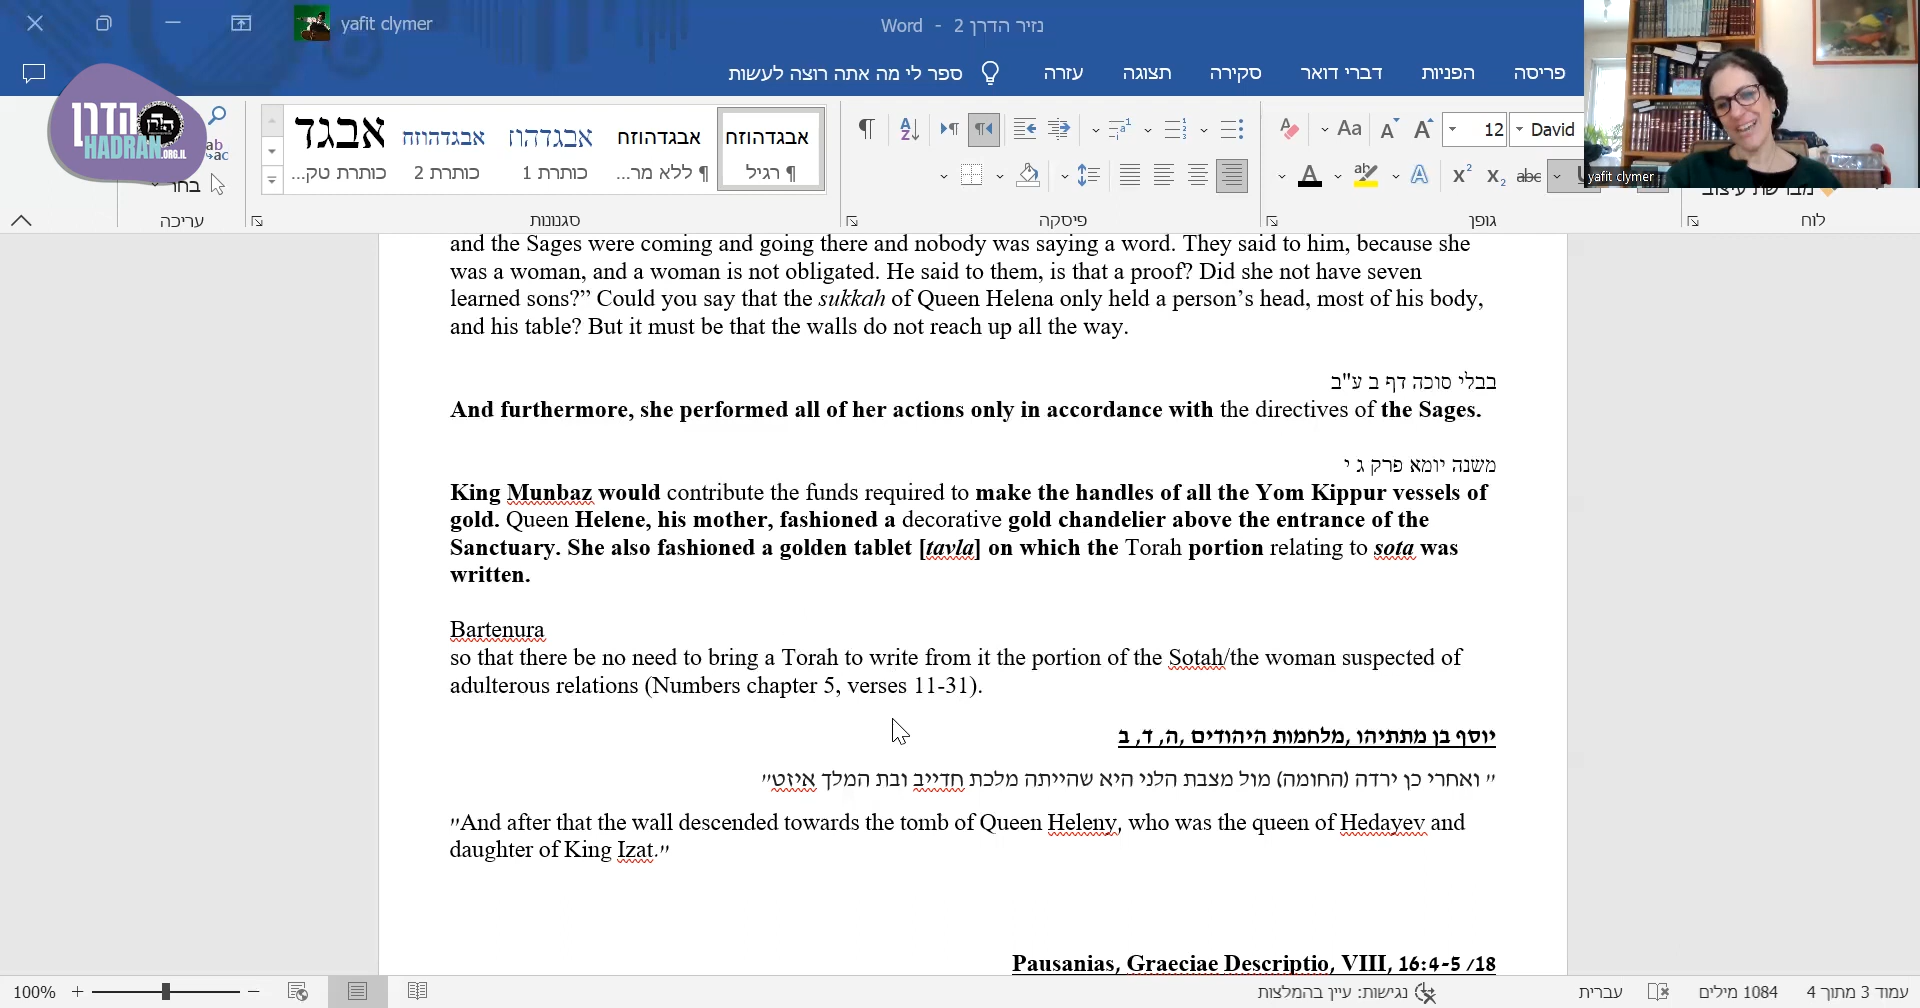 yafit clymer
נזיר הדרן 2 - Word
פריסה הפניות דברי דואר סקירה תצוגה עזרה ספר לי מה אתה רוצה לעשות
הדרן
HADRAN.ORG.IL
David 12 Aa
אבגדהוזח אבגדהוזח אבגדהוז אבגדהוזח אבגד
¶ רגיל ¶ ללא מר... כותרת 1 כותרת 2 כותרת טק...
בחר
לוח גופן פיסקה סגנונות עריכה
yafit clymer
and the Sages were coming and going there and nobody was saying a word. They said to him, because she
was a woman, and a woman is not obligated. He said to them, is that a proof? Did she not have seven
learned sons?” Could you say that the sukkah of Queen Helena only held a person’s head, most of his body,
and his table? But it must be that the walls do not reach up all the way.
בבלי סוכה דף ב ע"ב
And furthermore, she performed all of her actions only in accordance with the directives of the Sages.
משנה יומא פרק ג י
King Munbaz would contribute the funds required to make the handles of all the Yom Kippur vessels of
gold. Queen Helene, his mother, fashioned a decorative gold chandelier above the entrance of the
Sanctuary. She also fashioned a golden tablet [tavla] on which the Torah portion relating to sota was
written.
Bartenura
so that there be no need to bring a Torah to write from it the portion of the Sotah/the woman suspected of
adulterous relations (Numbers chapter 5, verses 11-31).
יוסף בן מתתיהו ,מלחמות היהודים ,ה, ד, ב
" ואחרי כן ירדה (החומה) מול מצבת הלני היא שהייתה מלכת חדייב ובת המלך איזט"
"And after that the wall descended towards the tomb of Queen Heleny, who was the queen of Hedayev and
daughter of King Izat."
Pausanias, Graeciae Descriptio, VIII, 16:4-5 /18
עמוד 3 מתוך 4 1084 מילים עברית נגישות: עיין בהמלצות 100%